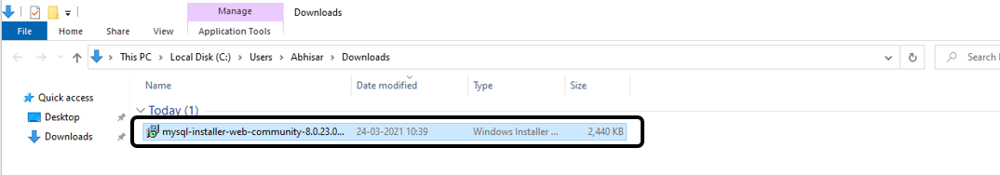 Manage Downloads
File Home Share View Application Tools
This PC Local Disk (C:) Users Abhisar Downloads Search
Name Date modified Type Size
Quick access
Today (1)
Desktop
mysql-installer-web-community-8.0.23.0... 24-03-2021 10:39 Windows Installer ... 2,440 KB
Downloads